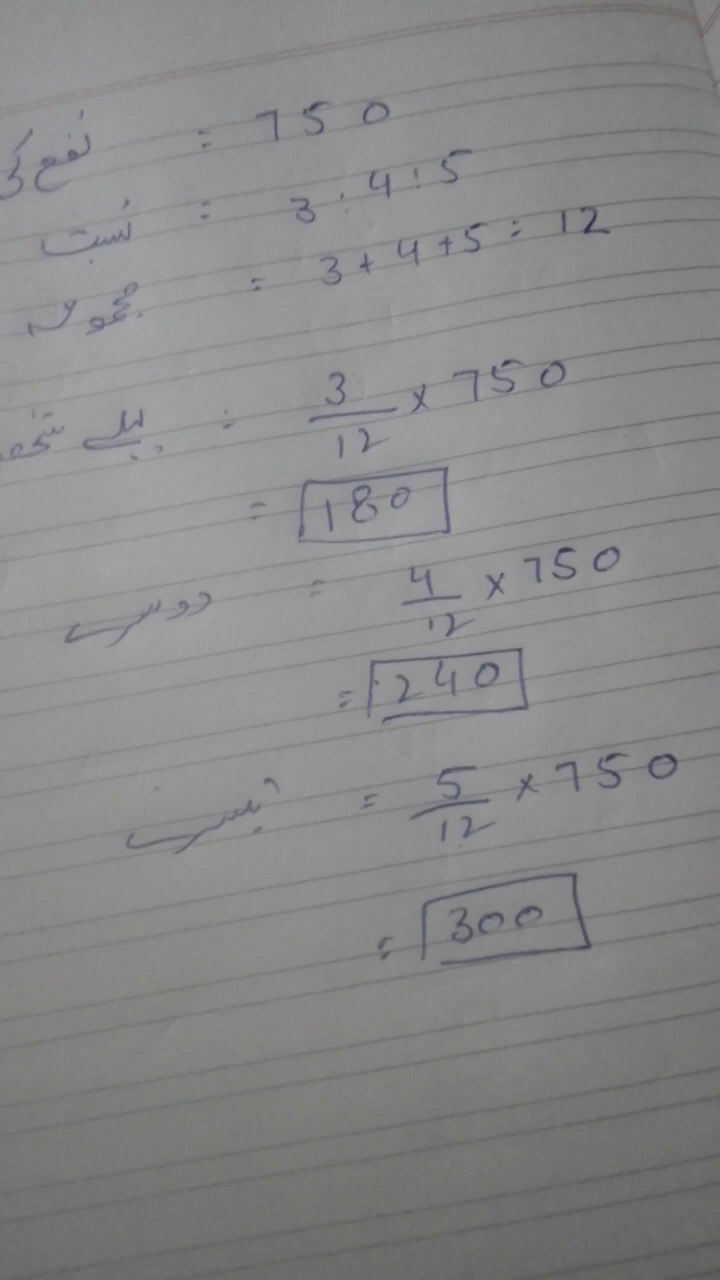 نفع کی = 750
نسبت = 3 : 4 : 5
مجموعہ = 3 + 4 + 5 = 12
پہلے = 3/12 × 750
= 180
دوسرے = 4/12 × 750
= 240
تیسرے = 5/12 × 750
= 300